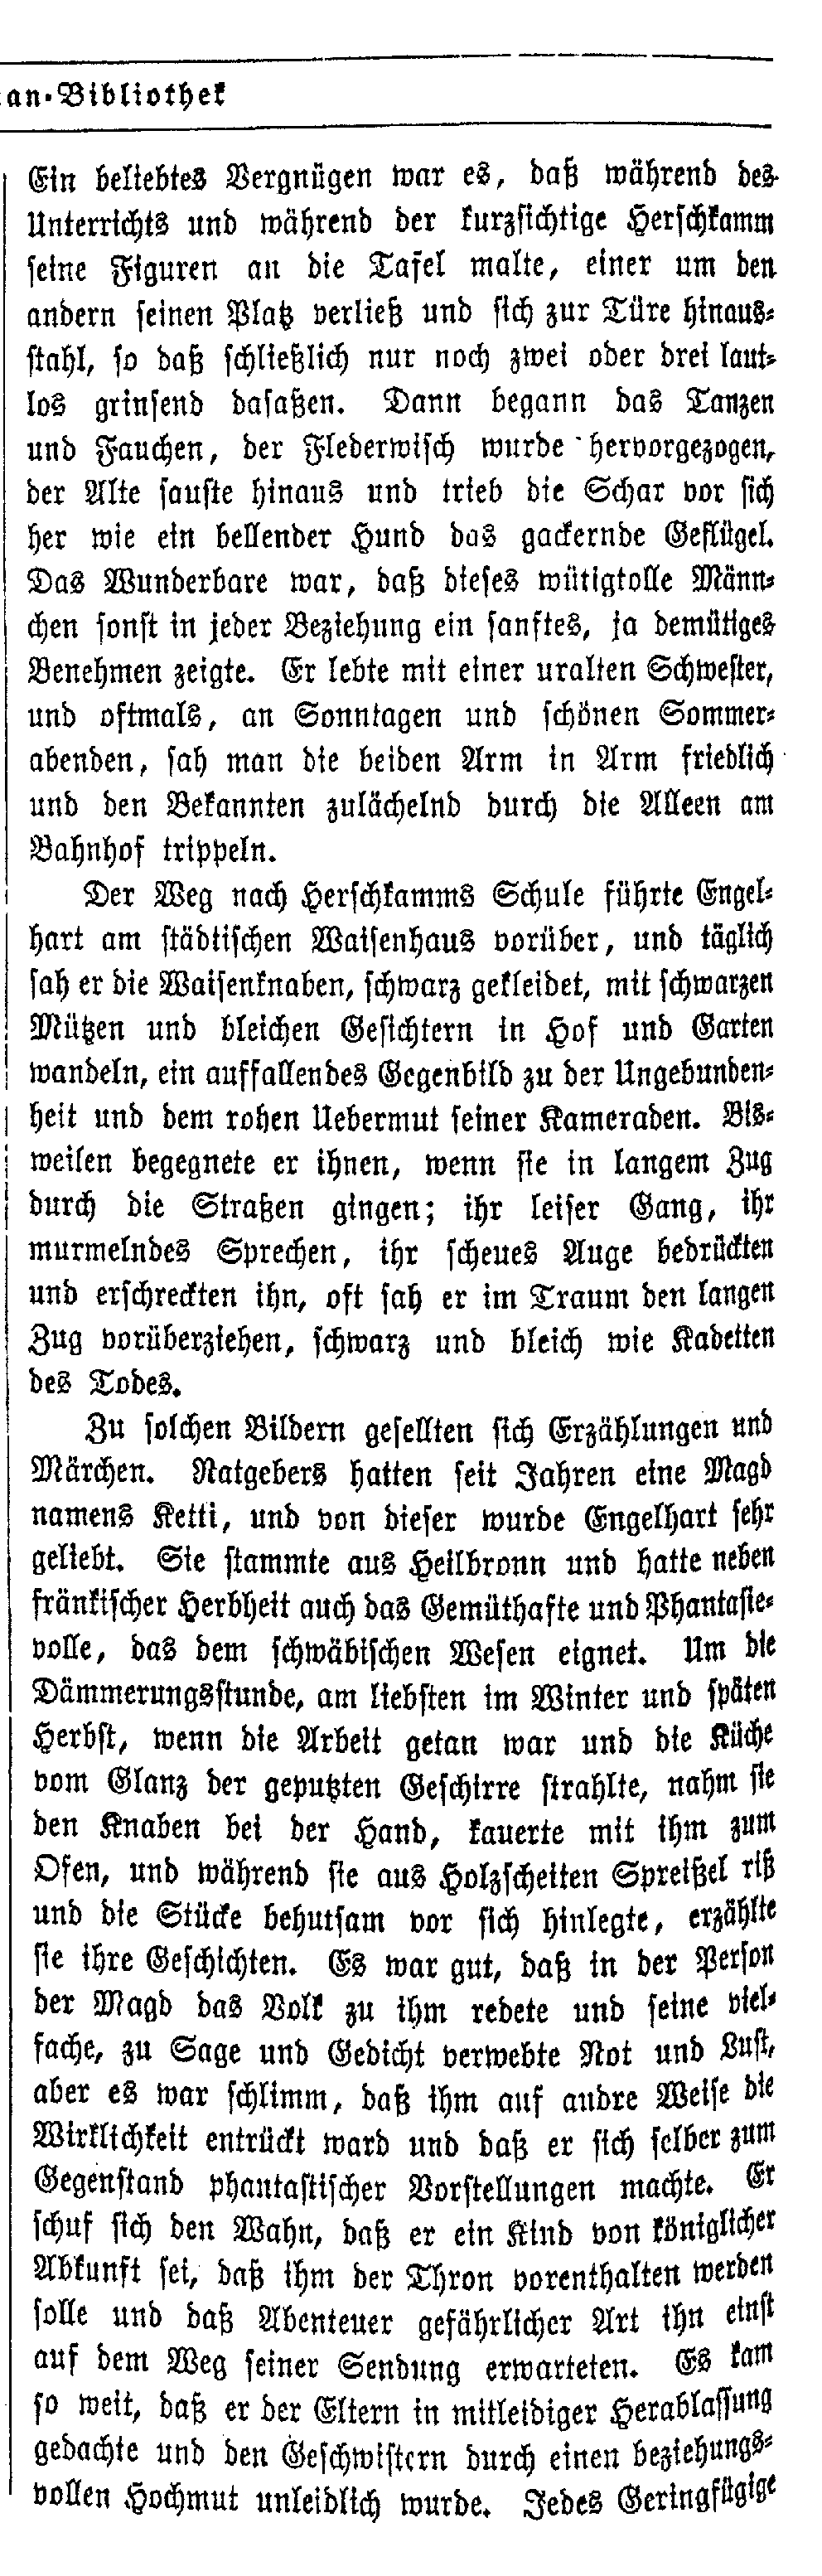 an-Bibliothek
Ein beliebtes Vergnügen war es, daß während des
Unterrichts und während der kurzsichtige Herschkamm
seine Figuren an die Tafel malte, einer um den
andern seinen Platz verließ und sich zur Türe hinaus-
stahl, so daß schließlich nur noch zwei oder drei laut-
los grinsend dasaßen. Dann begann das Tanzen
und Fauchen, der Flederwisch wurde hervorgezogen,
der Alte sauste hinaus und trieb die Schar vor sich
her wie ein bellender Hund das gackernde Geflügel.
Das Wunderbare war, daß dieses wütigtolle Männ-
chen sonst in jeder Beziehung ein sanftes, ja demütiges
Benehmen zeigte. Er lebte mit einer uralten Schwester,
und oftmals, an Sonntagen und schönen Sommer-
abenden, sah man die beiden Arm in Arm friedlich
und den Bekannten zulächelnd durch die Alleen am
Bahnhof trippeln.
Der Weg nach Herschkamms Schule führte Engel-
hart am städtischen Waisenhaus vorüber, und täglich
sah er die Waisenknaben, schwarz gekleidet, mit schwarzen
Mützen und bleichen Gesichtern in Hof und Garten
wandeln, ein auffallendes Gegenbild zu der Ungebunden-
heit und dem rohen Uebermut seiner Kameraden. Bis-
weilen begegnete er ihnen, wenn sie in langem Zug
durch die Straßen gingen; ihr leiser Gang, ihr
murmelndes Sprechen, ihr scheues Auge bedrückten
und erschreckten ihn, oft sah er im Traum den langen
Zug vorüberziehen, schwarz und bleich wie Kadetten
des Todes.
Zu solchen Bildern gesellten sich Erzählungen und
Märchen. Ratgebers hatten seit Jahren eine Magd
namens Ketti, und von dieser wurde Engelhart sehr
geliebt. Sie stammte aus Heilbronn und hatte neben
fränkischer Herbheit auch das Gemüthafte und Phantasie-
volle, das dem schwäbischen Wesen eignet. Um die
Dämmerungsstunde, am liebsten im Winter und späten
Herbst, wenn die Arbeit getan war und die Küche
vom Glanz der geputzten Geschirre strahlte, nahm sie
den Knaben bei der Hand, kauerte mit ihm zum
Ofen, und während sie aus Holzscheiten Spreißel riß
und die Stücke behutsam vor sich hinlegte, erzählte
sie ihre Geschichten. Es war gut, daß in der Person
der Magd das Volk zu ihm redete und seine viel-
fache, zu Sage und Gedicht verwebte Not und Lust,
aber es war schlimm, daß ihm auf andre Weise die
Wirklichkeit entrückt ward und daß er sich selber zum
Gegenstand phantastischer Vorstellungen machte. Er
schuf sich den Wahn, daß er ein Kind von königlicher
Abkunft sei, daß ihm der Thron vorenthalten werden
solle und daß Abenteuer gefährlicher Art ihn einst
auf dem Weg seiner Sendung erwarteten. Es kam
so weit, daß er der Eltern in mitleidiger Herablassung
gedachte und den Geschwistern durch einen beziehungs-
vollen Hochmut unleidlich wurde. Jedes Geringfügige